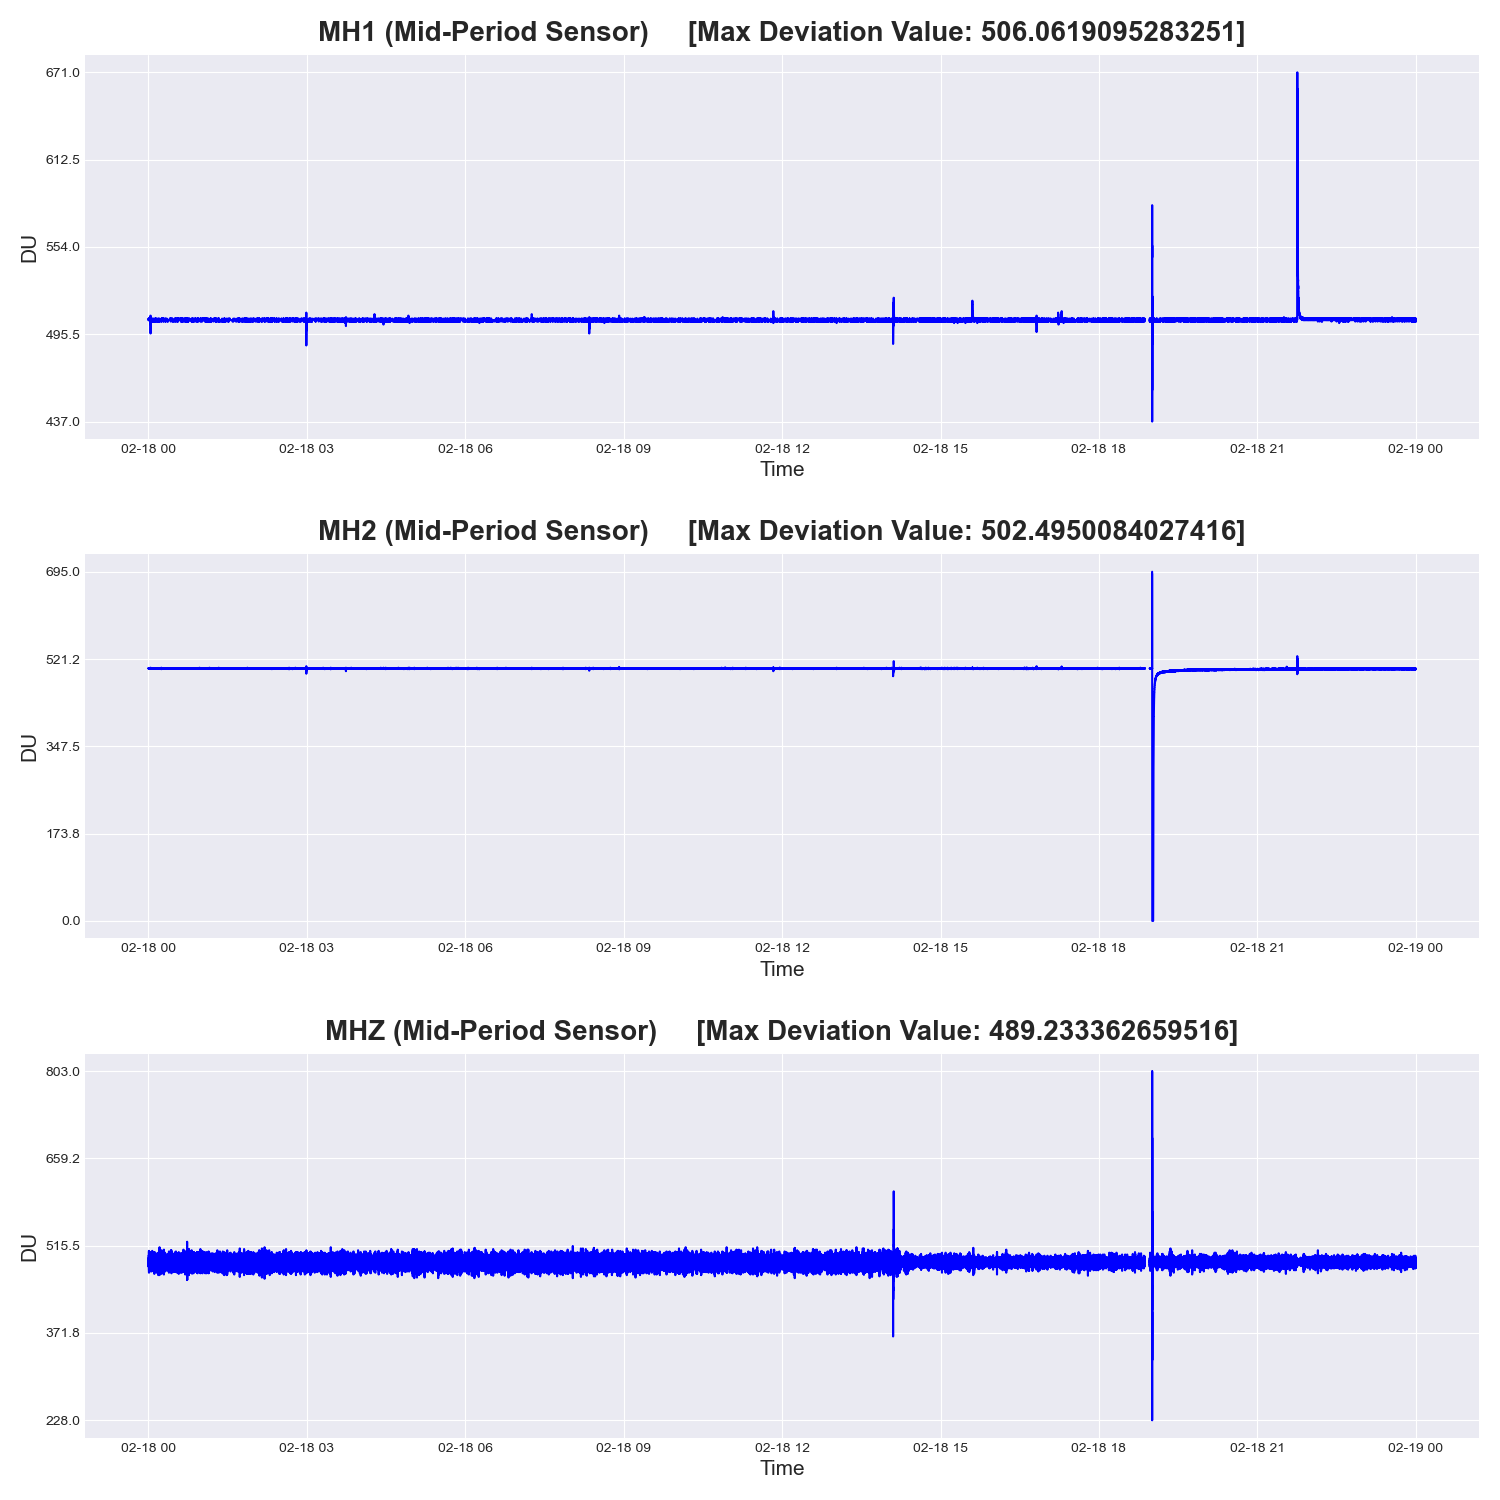 MH1 (Mid-Period Sensor) [Max Deviation Value: 506.0619095283251]
671.0
612.5
554.0
495.5
437.0
DU
02-18 00 02-18 03 02-18 06 02-18 09 02-18 12 02-18 15 02-18 18 02-18 21 02-19 00
Time
MH2 (Mid-Period Sensor) [Max Deviation Value: 502.4950084027416]
695.0
521.2
347.5
173.8
0.0
DU
02-18 00 02-18 03 02-18 06 02-18 09 02-18 12 02-18 15 02-18 18 02-18 21 02-19 00
Time
MHZ (Mid-Period Sensor) [Max Deviation Value: 489.233362659516]
803.0
659.2
515.5
371.8
228.0
DU
02-18 00 02-18 03 02-18 06 02-18 09 02-18 12 02-18 15 02-18 18 02-18 21 02-19 00
Time